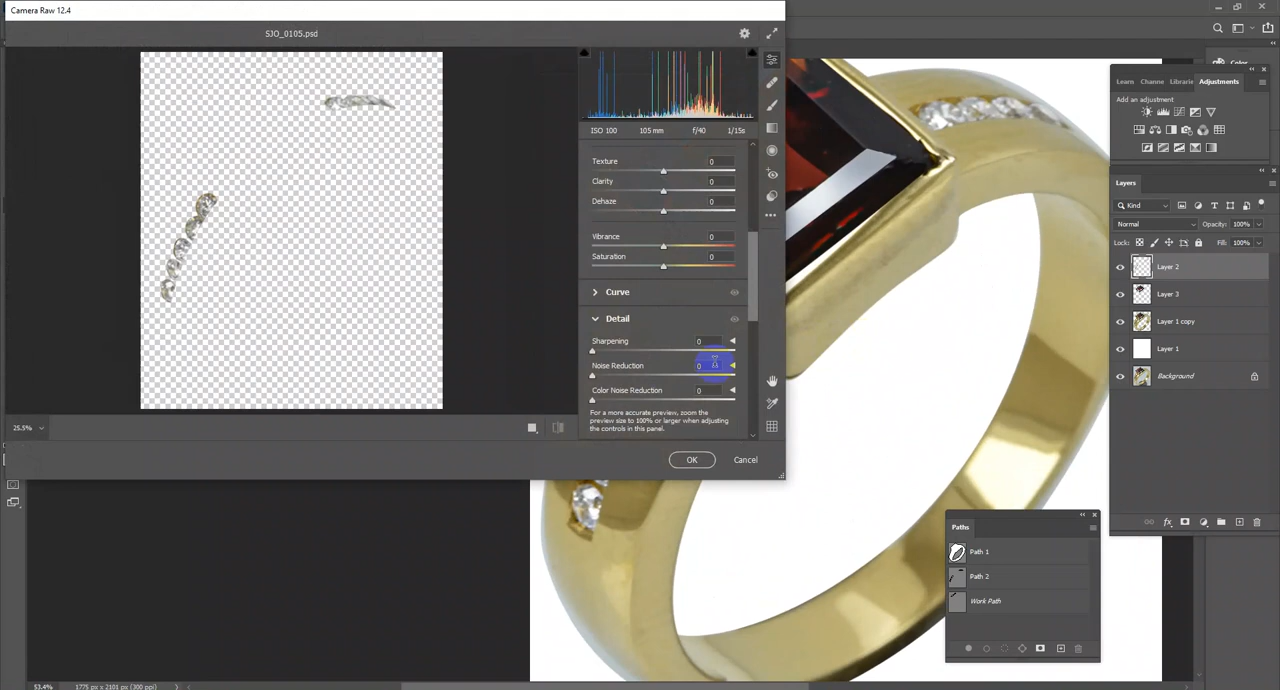 Camera Raw 12.4
SJO_0105.psd
ISO 100 105 mm f/40 1/15s
Texture 0
Clarity 0
Dehaze 0
Vibrance 0
Saturation 0
Curve
Detail
Sharpening 0
Noise Reduction 0
Color Noise Reduction 0
For a more accurate preview, zoom the
preview size to 100% or larger when adjusting
the controls in this panel.
25.5%
OK Cancel
Color
Learn Channe Librarie Adjustments
Add an adjustment
Layers
Kind
Normal Opacity: 100%
Lock: Fill: 100%
Layer 2
Layer 3
Layer 1 copy
Layer 1
Background
fx
Paths
Path 1
Path 2
Work Path
53.4% 1775 px x 2101 px (300 ppi)